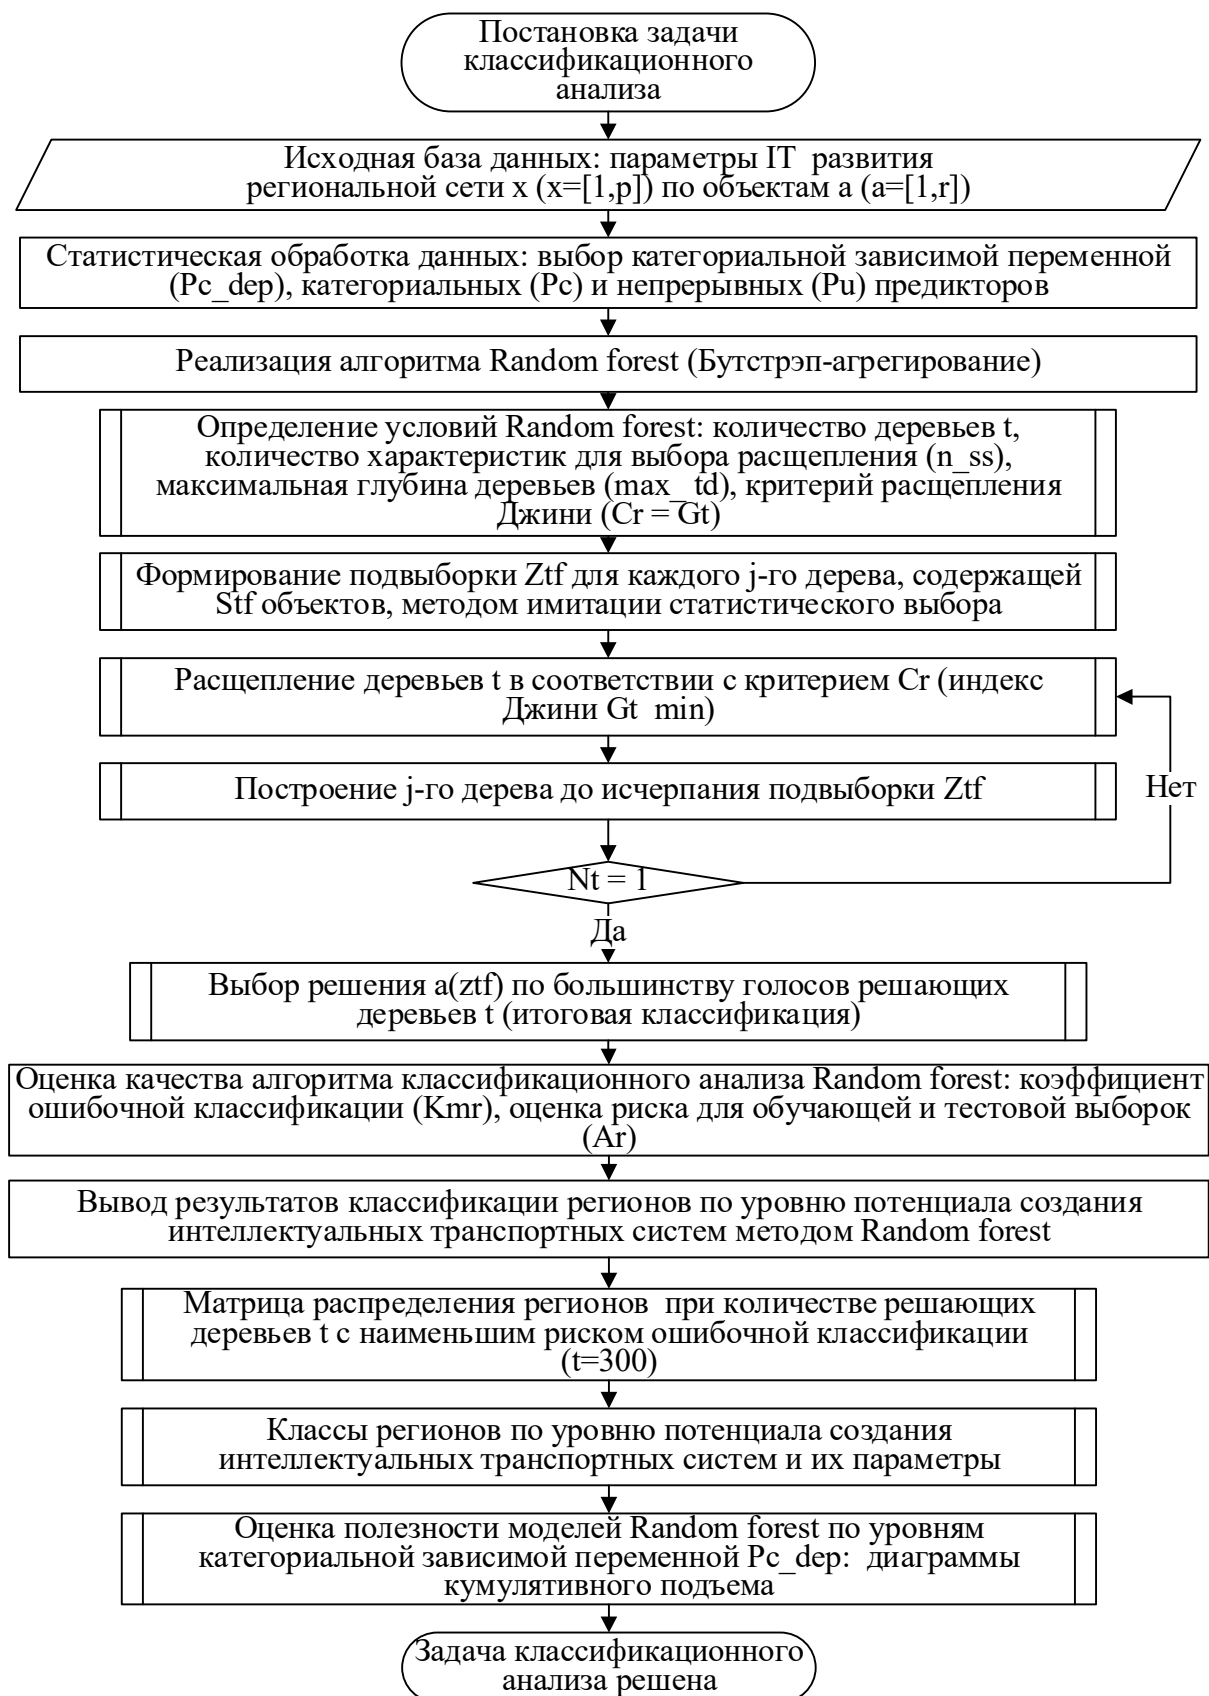 Постановка задачи
классификационного
анализа
Исходная база данных: параметры IT развития
региональной сети x (x=[1,p]) по объектам a (a=[1,r])
Статистическая обработка данных: выбор категориальной зависимой переменной
(Pc_dep), категориальных (Pc) и непрерывных (Pu) предикторов
Реализация алгоритма Random forest (Бутстрэп-агрегирование)
Определение условий Random forest: количество деревьев t,
количество характеристик для выбора расщепления (n_ss),
максимальная глубина деревьев (max_ td), критерий расщепления
Джини (Cr = Gt)
Формирование подвыборки Ztf для каждого j-го дерева, содержащей
Stf объектов, методом имитации статистического выбора
Расщепление деревьев t в соответствии с критерием Cr (индекс
Джини Gt min)
Построение j-го дерева до исчерпания подвыборки Ztf
Нет
Nt = 1
Да
Выбор решения a(ztf) по большинству голосов решающих
деревьев t (итоговая классификация)
Оценка качества алгоритма классификационного анализа Random forest: коэффициент
ошибочной классификации (Kmr), оценка риска для обучающей и тестовой выборок
(Ar)
Вывод результатов классификации регионов по уровню потенциала создания
интеллектуальных транспортных систем методом Random forest
Матрица распределения регионов при количестве решающих
деревьев t с наименьшим риском ошибочной классификации
(t=300)
Классы регионов по уровню потенциала создания
интеллектуальных транспортных систем и их параметры
Оценка полезности моделей Random forest по уровням
категориальной зависимой переменной Pc_dep: диаграммы
кумулятивного подъема
Задача классификационного
анализа решена